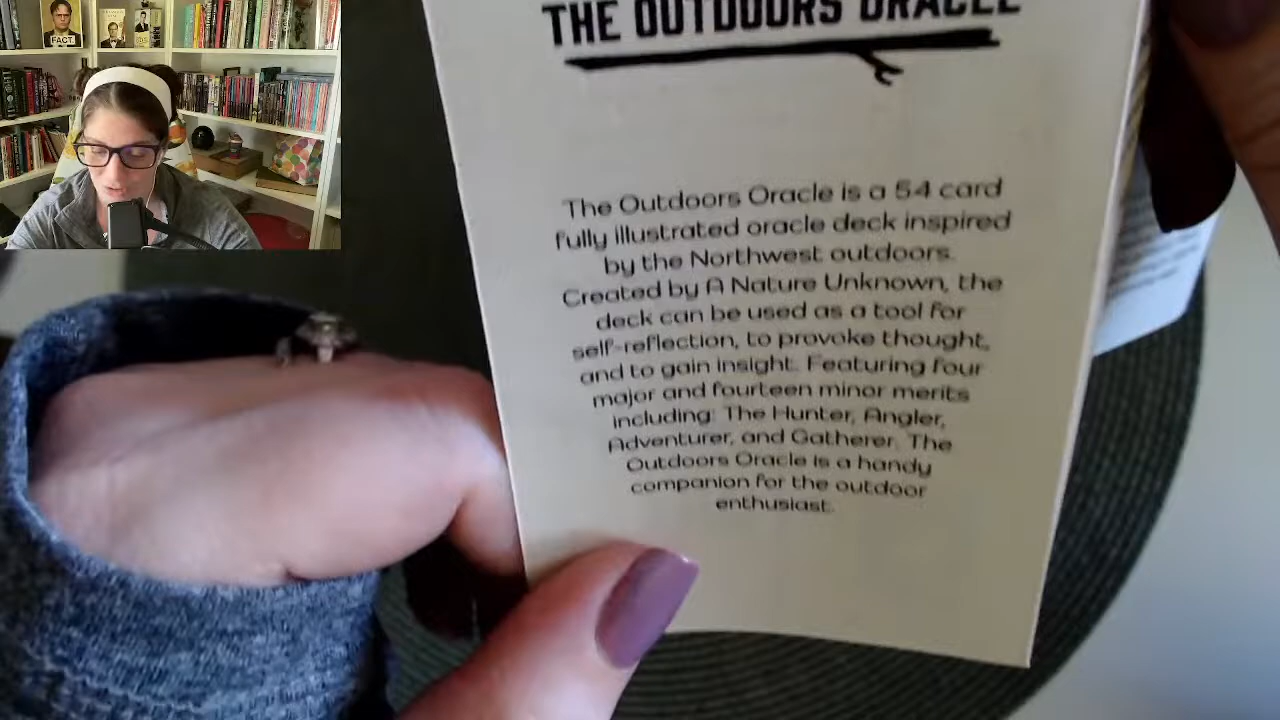 FACT.
THE OUTDOORS ORACLE
The Outdoors Oracle is a 54 card
fully illustrated oracle deck inspired
by the Northwest outdoors.
Created by A Nature Unknown, the
deck can be used as a tool for
self-reflection, to provoke thought,
and to gain insight. Featuring four
major and fourteen minor merits
including: The Hunter, Angler,
Adventurer, and Gatherer. The
Outdoors Oracle is a handy
companion for the outdoor
enthusiast.